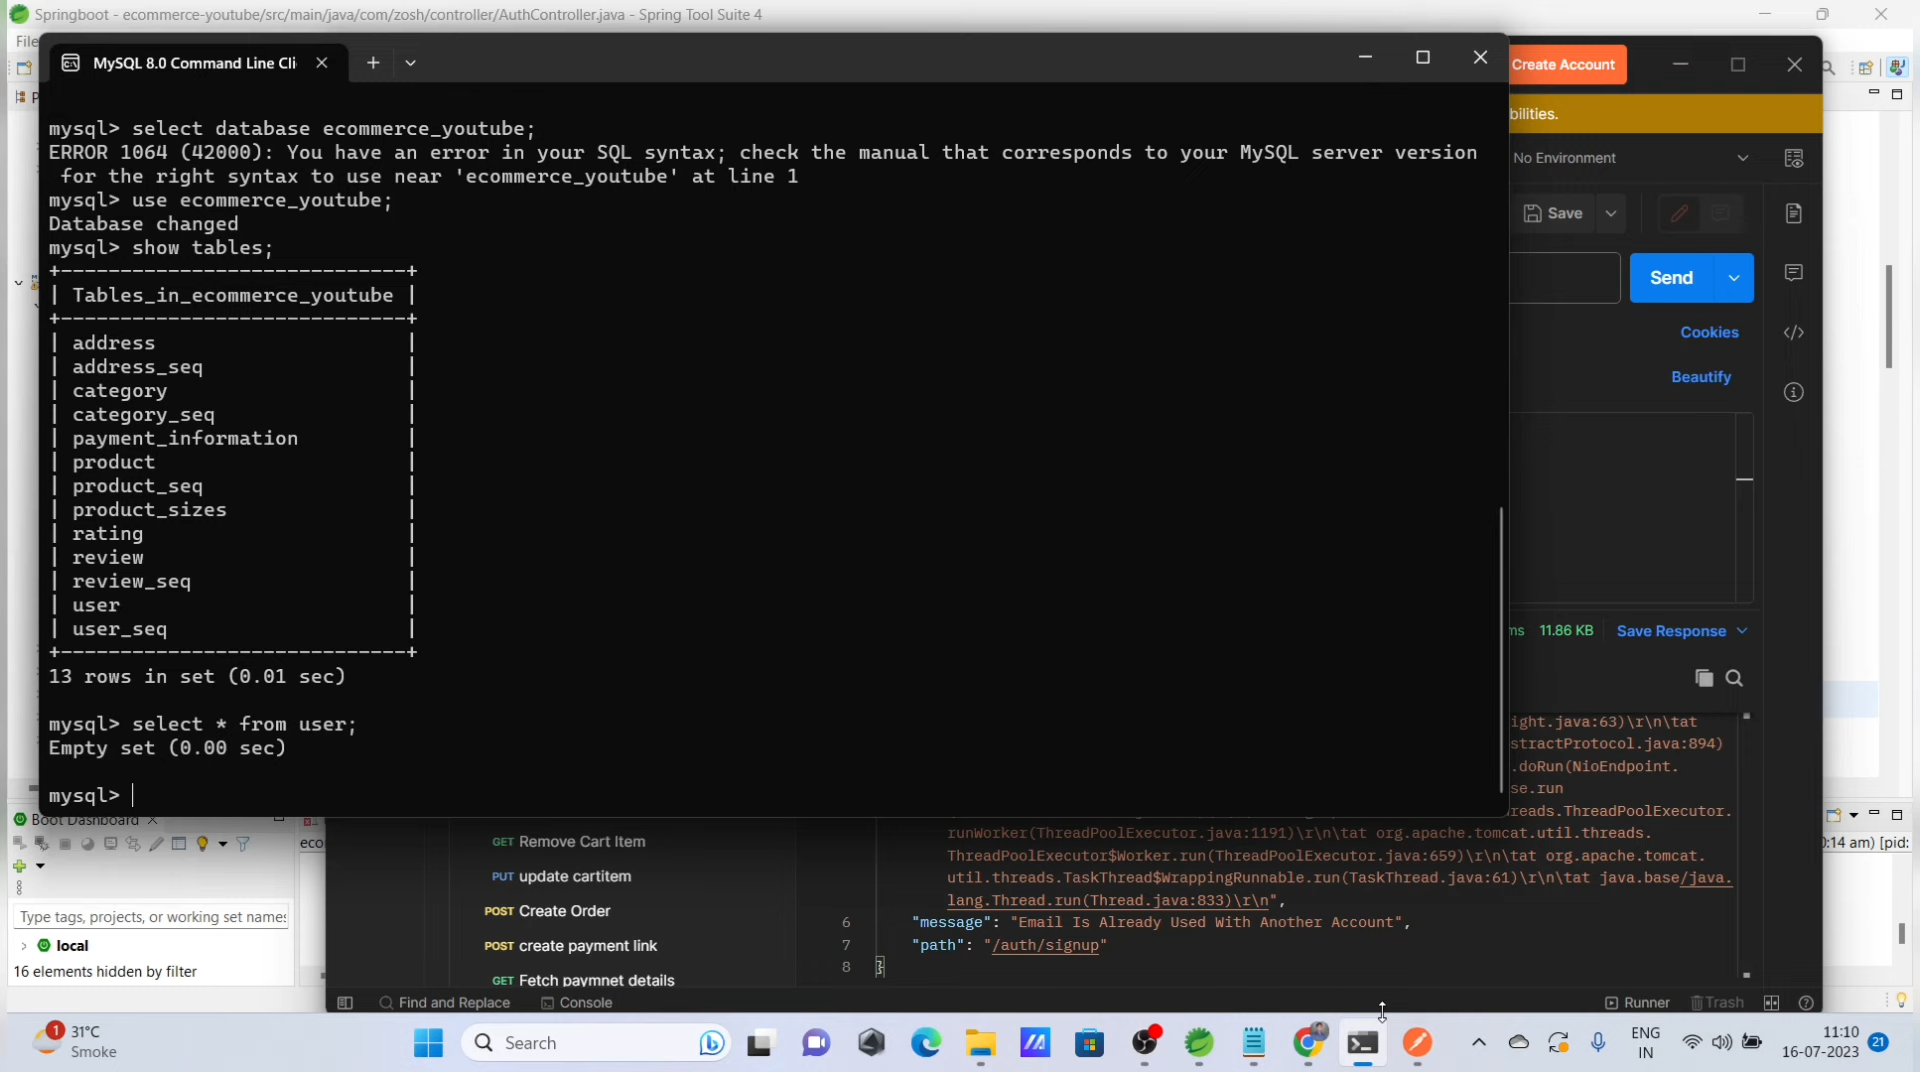 Springboot - ecommerce-youtube/src/main/java/com/zosh/controller/AuthController.java - Spring Tool Suite 4
File
MySQL 8.0 Command Line Cli
Create Account
mysql> select database ecommerce_youtube;
ERROR 1064 (42000): You have an error in your SQL syntax; check the manual that corresponds to your MySQL server version
for the right syntax to use near 'ecommerce_youtube' at line 1
mysql> use ecommerce_youtube;
Database changed
mysql> show tables;
+-----------------------------+
| Tables_in_ecommerce_youtube |
+-----------------------------+
| address |
| address_seq |
| category |
| category_seq |
| payment_information |
| product |
| product_seq |
| product_sizes |
| rating |
| review |
| review_seq |
| user |
| user_seq |
+-----------------------------+
13 rows in set (0.01 sec)
mysql> select * from user;
Empty set (0.00 sec)
mysql>
bilities.
No Environment
Save
Send
Cookies
Beautify
ms 11.86 KB Save Response
ight.java:63)\r\n\tat
stractProtocol.java:894)
.doRun(NioEndpoint.
se.run
reads.ThreadPoolExecutor.
runWorker(ThreadPoolExecutor.java:1191)\r\n\tat org.apache.tomcat.util.threads.
ThreadPoolExecutor$Worker.run(ThreadPoolExecutor.java:659)\r\n\tat org.apache.tomcat.
util.threads.TaskThread$WrappingRunnable.run(TaskThread.java:61)\r\n\tat java.base/java.
lang.Thread.run(Thread.java:833)\r\n",
6 "message": "Email Is Already Used With Another Account",
7 "path": "/auth/signup"
8 }
GET Remove Cart Item
PUT update cartitem
POST Create Order
POST create payment link
GET Fetch paymnet details
Find and Replace Console
Runner Trash
Boot Dashboard
eco
0:14 am) [pid:
Type tags, projects, or working set names
local
16 elements hidden by filter
1
31°C
Smoke
Search
ENG
IN
11:10
16-07-2023
21